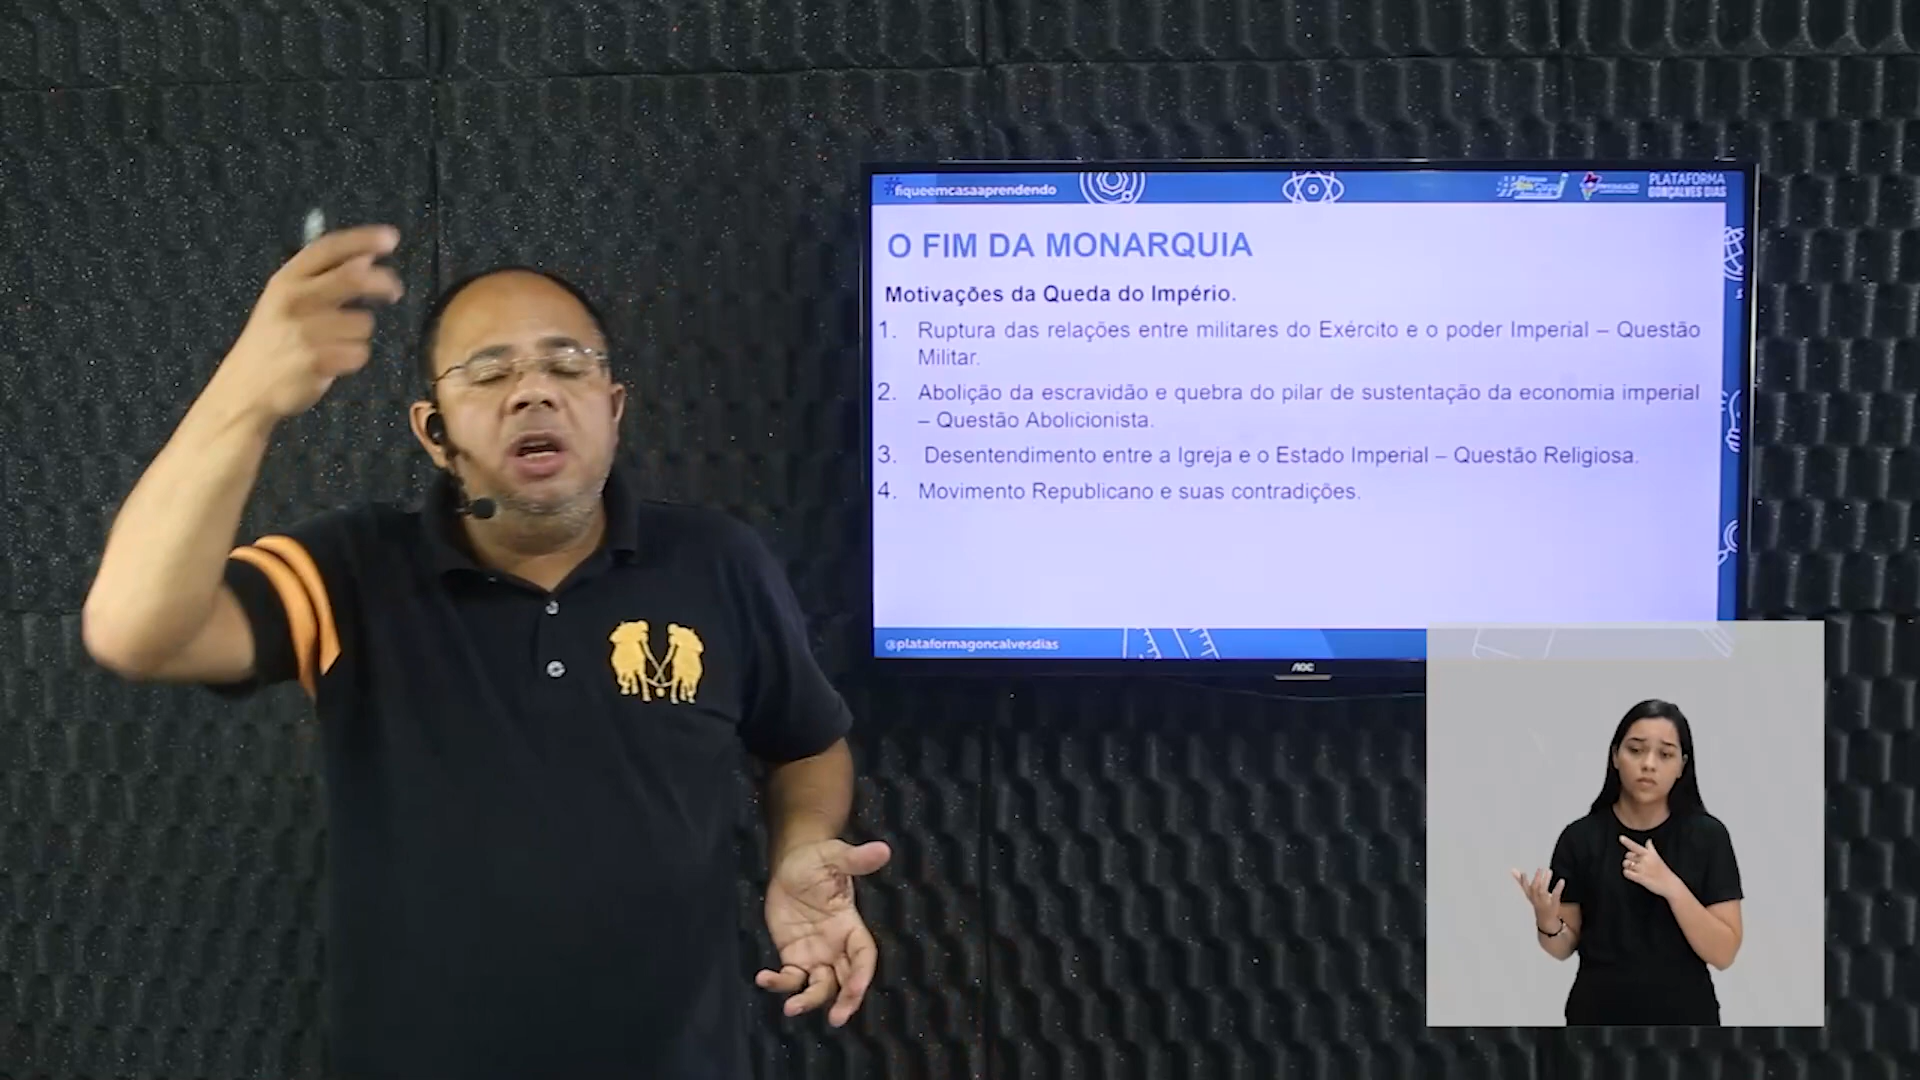 #fiqueemcasaaprendendo
PLATAFORMA
GONÇALVES DIAS
O FIM DA MONARQUIA
Motivações da Queda do Império.
1. Ruptura das relações entre militares do Exército e o poder Imperial – Questão
Militar.
2. Abolição da escravidão e quebra do pilar de sustentação da economia imperial
– Questão Abolicionista.
3. Desentendimento entre a Igreja e o Estado Imperial – Questão Religiosa.
4. Movimento Republicano e suas contradições.
@plataformagoncalvesdias
AOC